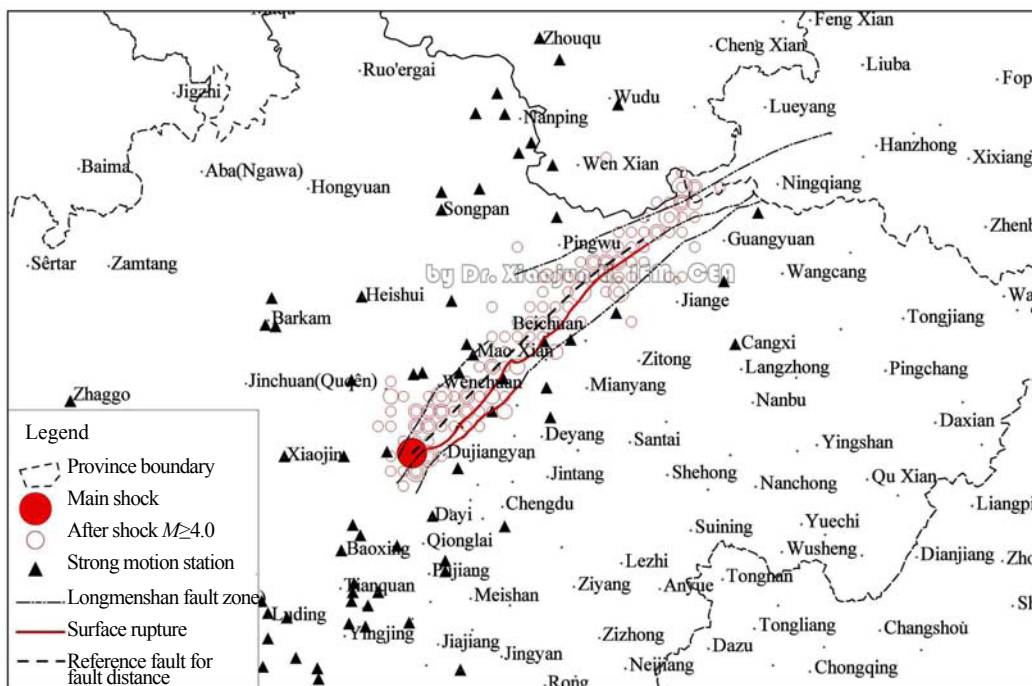 Feng Xian
Zhouqu
Cheng Xian
Liuba
Ruo'ergai
Fop
Jigzhi
Wudu
Lueyang
Nanping
Hanzhong
Xixiang
Baima
Aba(Ngawa)
Wen Xian
Hongyuan
Ningqiang
Songpan
Zhenb
Pingwu
Guangyuan
Sêrtar
Zamtang
by Dr. Xiaojun
CEA
Wangcang
Heishui
Jiange
Wa
Barkam
Beichuan
Tongjiang
Cangxi
Mao Xian
Zitong
Langzhong
Pingchang
Jinchuan(Quqên)
Wenchuan
Mianyang
Zhaggo
Nanbu
Daxian
Legend
Deyang
Santai
Yingshan
Province boundary
Xiaojin
Dujiangyan
Jintang
Shehong
Nanchong
Qu Xian
Main shock
Chengdu
Liangpi
After shock M≥4.0
Dayi
Suining
Yuechi
Baoxing
Qionglai
Wusheng
Dianjiang
Strong motion station
Lezhi
Zho
Pujiang
Tianquan
Ziyang
Anyue
Tongnan
Longmenshan fault zone
Meishan
Sh
Luding
Surface rupture
Yingjing
Jiajiang
Zizhong
Tongliang
Changshou
Dazu
Reference fault for
fault distance
Jingyan
Neijiang
Chongqing
Rong